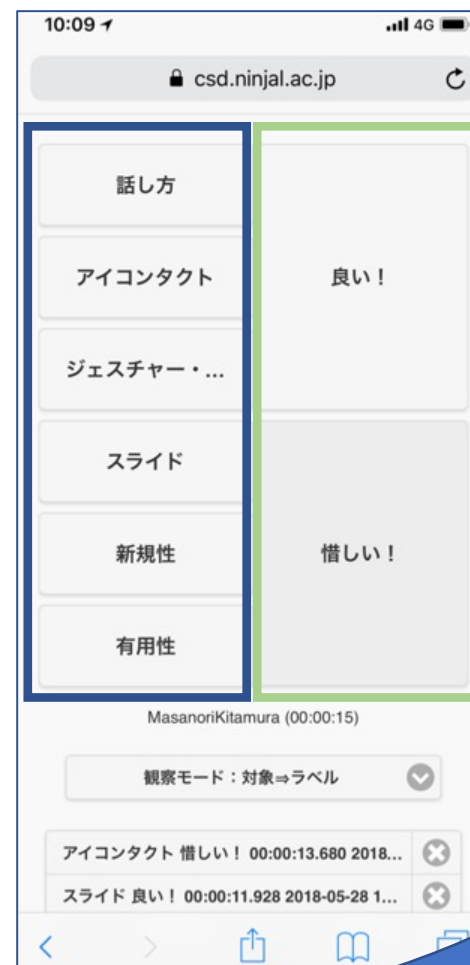 10:09
4G
csd.ninjal.ac.jp
話し方
アイコンタクト
良い！
ジェスチャー・...
スライド
新規性
惜しい！
有用性
MasanoriKitamura (00:00:15)
観察モード：対象⇒ラベル
アイコンタクト 惜しい！ 00:00:13.680 2018...
スライド 良い！ 00:00:11.928 2018-05-28 1...